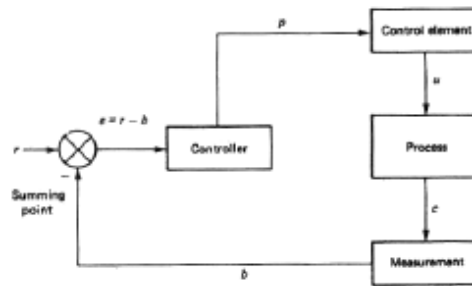 p
Control element
u
e = r − b
r
Controller
Process
−
Summing
point
c
b
Measurement